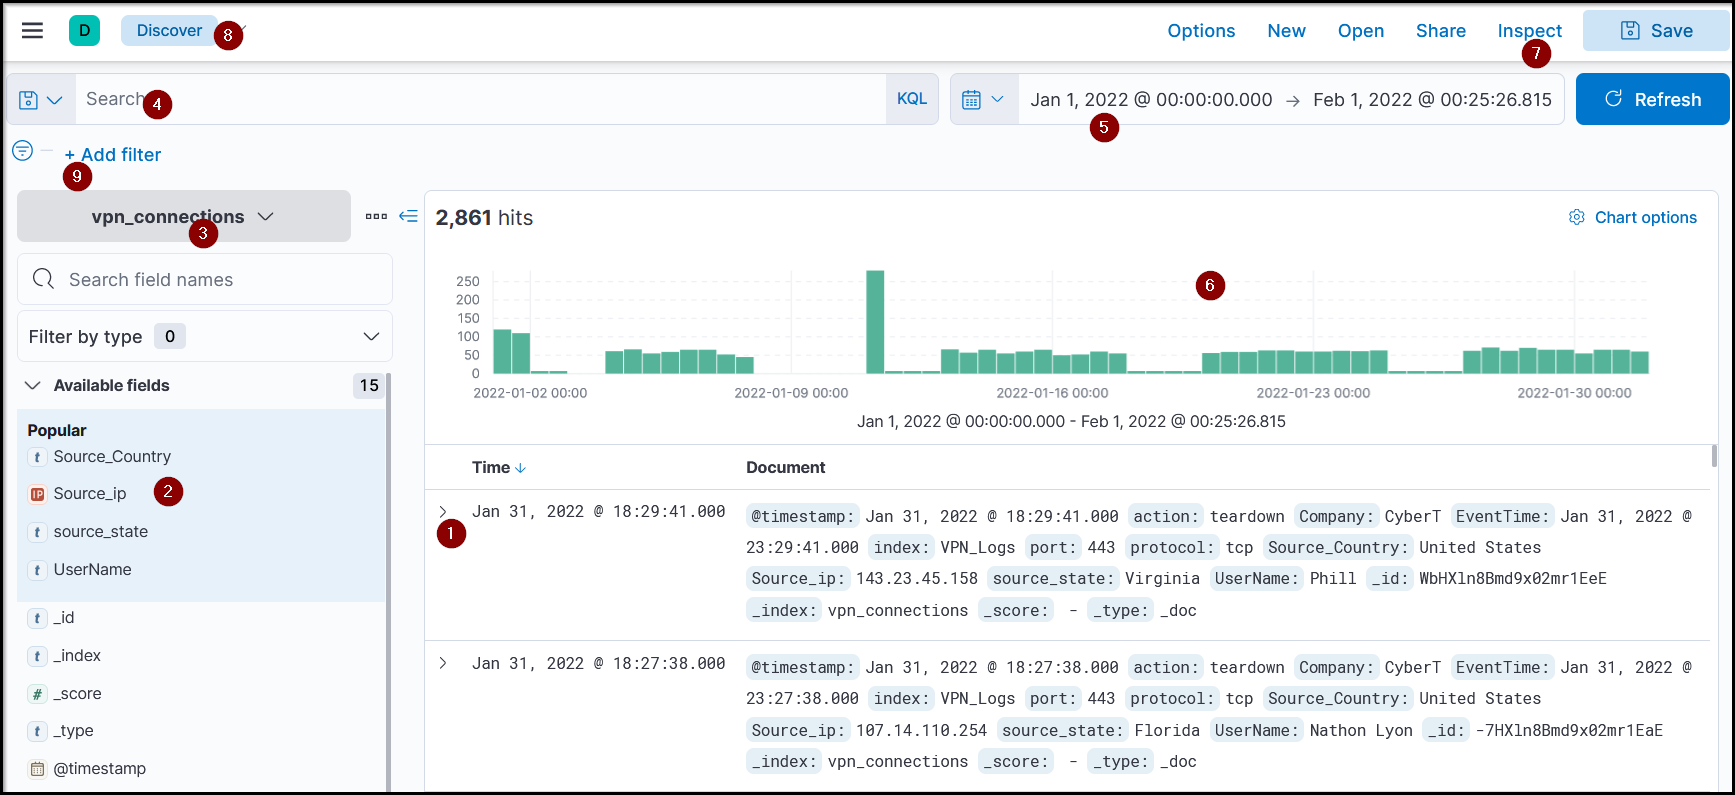 D Discover 8 Options New Open Share Inspect Save
7
Search 4 KQL Jan 1, 2022 @ 00:00:00.000 → Feb 1, 2022 @ 00:25:26.815 Refresh
5
+ Add filter
9
vpn_connections
3
2,861 hits Chart options
Search field names
Filter by type 0
Available fields 15
Popular
t Source_Country
IP Source_ip 2
t source_state
t UserName
t _id
t _index
# _score
t _type
@timestamp
250
200
150
100
50
0
6
2022-01-02 00:00 2022-01-09 00:00 2022-01-16 00:00 2022-01-23 00:00 2022-01-30 00:00
Jan 1, 2022 @ 00:00:00.000 - Feb 1, 2022 @ 00:25:26.815
Time Document
1
Jan 31, 2022 @ 18:29:41.000 @timestamp: Jan 31, 2022 @ 18:29:41.000 action: teardown Company: CyberT EventTime: Jan 31, 2022 @
23:29:41.000 index: VPN_Logs port: 443 protocol: tcp Source_Country: United States
Source_ip: 143.23.45.158 source_state: Virginia UserName: Phill _id: WbHXln8Bmd9x02mr1EeE
_index: vpn_connections _score: - _type: _doc
Jan 31, 2022 @ 18:27:38.000 @timestamp: Jan 31, 2022 @ 18:27:38.000 action: teardown Company: CyberT EventTime: Jan 31, 2022 @
23:27:38.000 index: VPN_Logs port: 443 protocol: tcp Source_Country: United States
Source_ip: 107.14.110.254 source_state: Florida UserName: Nathon Lyon _id: -7HXln8Bmd9x02mr1EaE
_index: vpn_connections _score: - _type: _doc